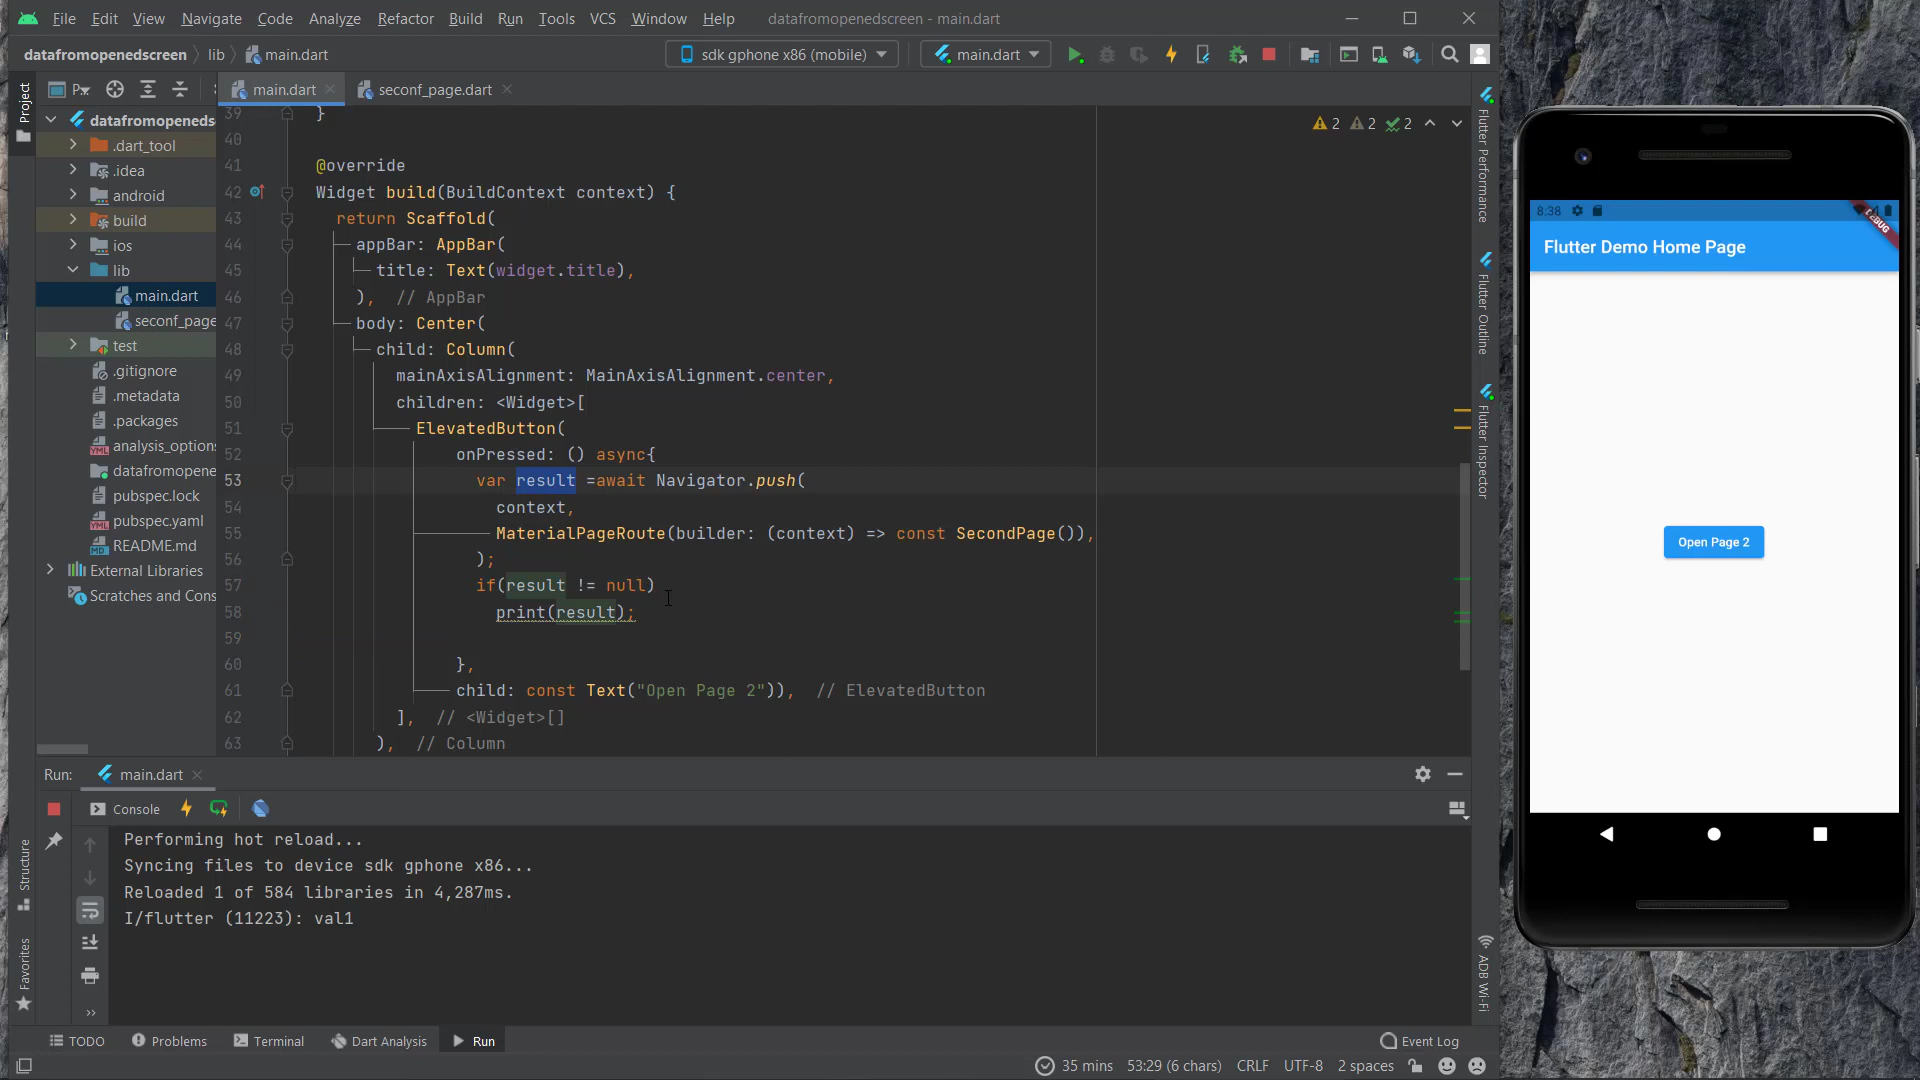 File Edit View Navigate Code Analyze Refactor Build Run Tools VCS Window Help datafromopenedscreen - main.dart
datafromopenedscreen lib main.dart sdk gphone x86 (mobile) main.dart
Project P.. main.dart seconf_page.dart
datafromopeneds
.dart_tool
.idea
android
build
ios
lib
main.dart
seconf_page
test
.gitignore
.metadata
.packages
analysis_options
datafromopene
pubspec.lock
pubspec.yaml
README.md
External Libraries
Scratches and Cons
2 2 2
39 }
40
41 @override
42 Widget build(BuildContext context) {
43 return Scaffold(
44 appBar: AppBar(
45 title: Text(widget.title),
46 ), // AppBar
47 body: Center(
48 child: Column(
49 mainAxisAlignment: MainAxisAlignment.center,
50 children: <Widget>[
51 ElevatedButton(
52 onPressed: () async{
53 var result =await Navigator.push(
54 context,
55 MaterialPageRoute(builder: (context) => const SecondPage()),
56 );
57 if(result != null)
58 print(result);
59
60 },
61 child: const Text("Open Page 2")), // ElevatedButton
62 ], // <Widget>[]
63 ), // Column
Flutter Performance
Flutter Outline
Flutter Inspector
ADB Wi-Fi
Run: main.dart
Console
Performing hot reload...
Syncing files to device sdk gphone x86...
Reloaded 1 of 584 libraries in 4,287ms.
I/flutter (11223): val1
Structure
Favorites
TODO Problems Terminal Dart Analysis Run Event Log
35 mins 53:29 (6 chars) CRLF UTF-8 2 spaces
8:38
DEBUG
Flutter Demo Home Page
Open Page 2